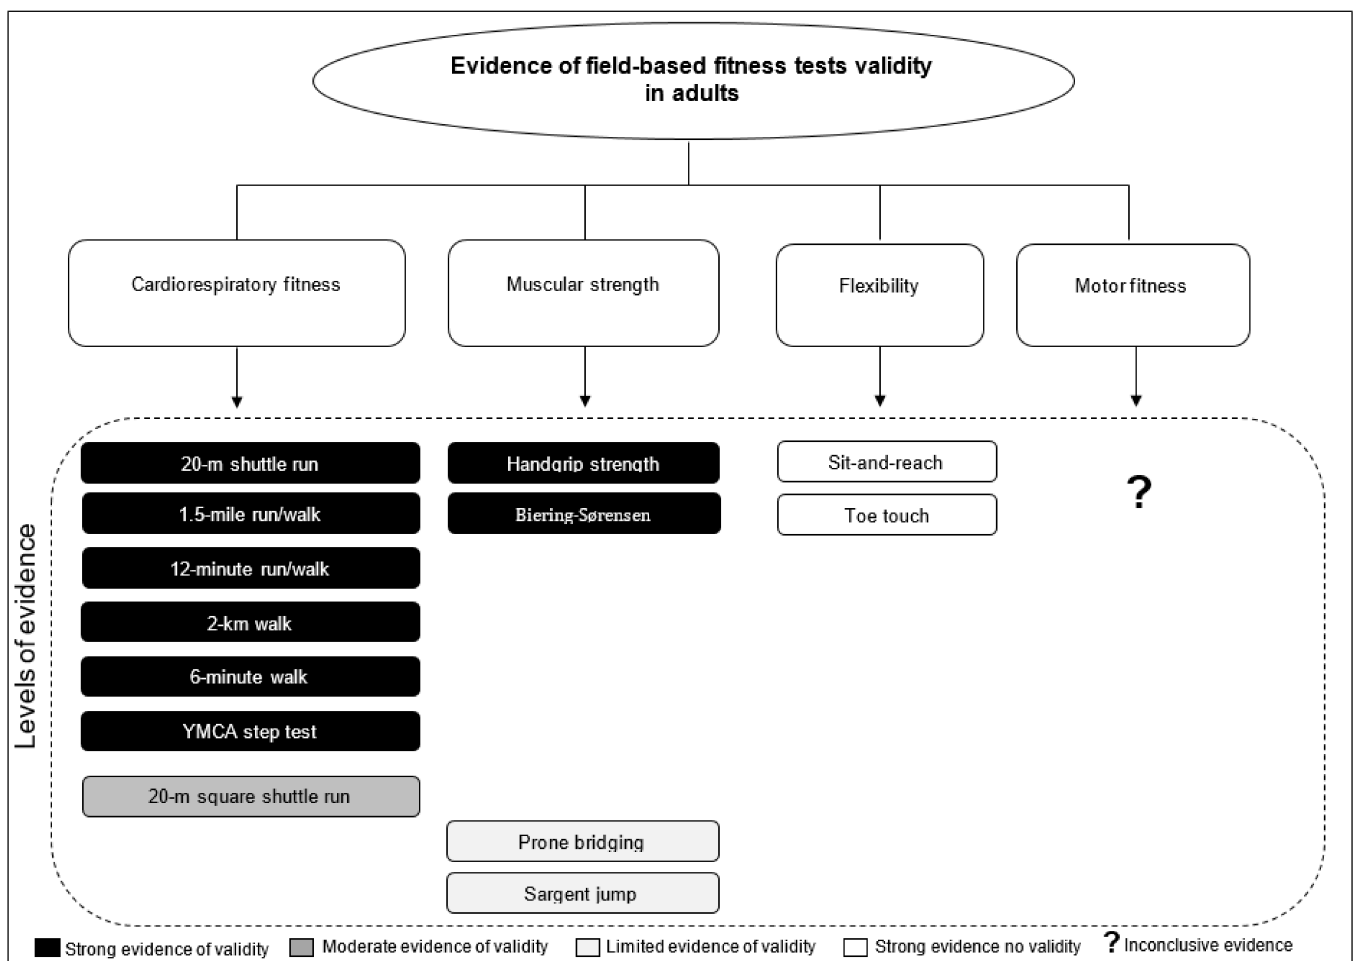 Evidence of field-based fitness tests validity
in adults
Cardiorespiratory fitness
Muscular strength
Flexibility
Motor fitness
Levels of evidence
20-m shuttle run
1.5-mile run/walk
12-minute run/walk
2-km walk
6-minute walk
YMCA step test
20-m square shuttle run
Handgrip strength
Biering-Sørensen
Prone bridging
Sargent jump
Sit-and-reach
Toe touch
?
Strong evidence of validity
Moderate evidence of validity
Limited evidence of validity
Strong evidence no validity
? Inconclusive evidence